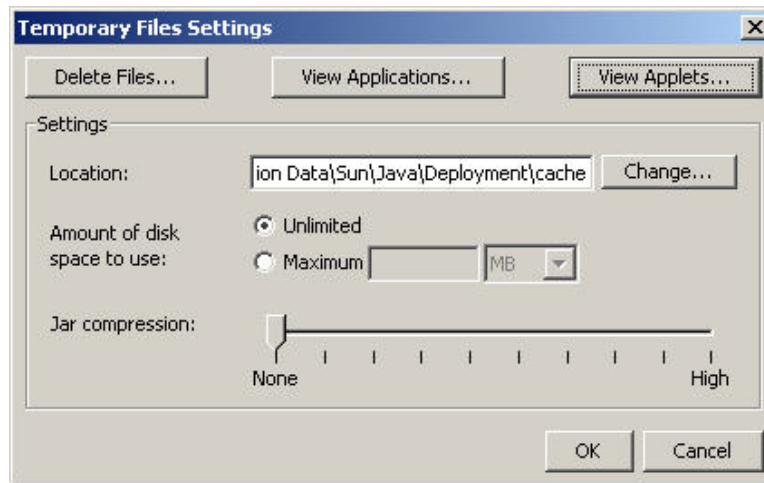 Temporary Files Settings
Delete Files... View Applications... View Applets...
Settings
Location: ion Data\Sun\Java\Deployment\cache Change...
Amount of disk
space to use:
Unlimited
Maximum MB
Jar compression:
None High
OK Cancel